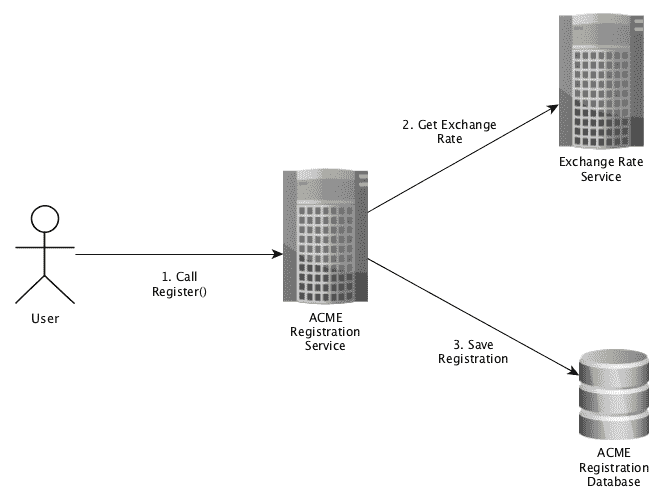 2. Get Exchange
Rate
Exchange Rate
Service
1. Call
Register()
User
ACME
Registration
Service
3. Save
Registration
ACME
Registration
Database